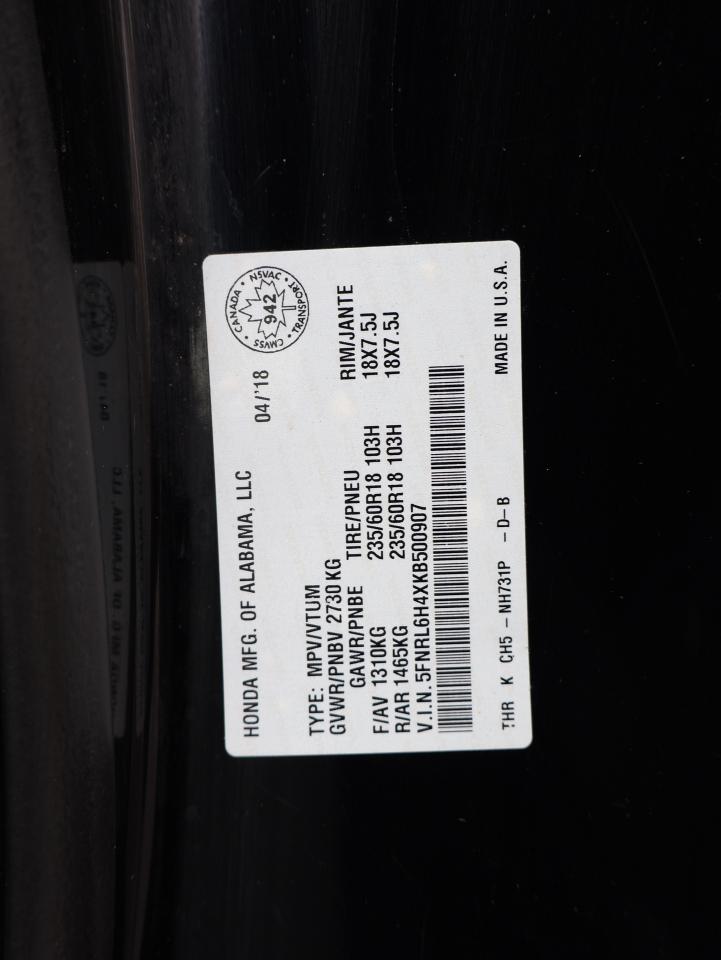 HONDA MFG. OF ALABAMA, LLC 04/'18
CANADA • NSVAC • TRANSPORT • CMVSS •
942
TYPE: MPV/VTUM
GVWR/PNBV 2730 KG
GAWR/PNBE TIRE/PNEU RIM/JANTE
F/AV 1310KG 235/60R18 103H 18X7.5J
R/AR 1465KG 235/60R18 103H 18X7.5J
V.I.N. 5FNRL6H4XKB500907
THR K CH5 - NH731P - D- B MADE IN U.S.A.